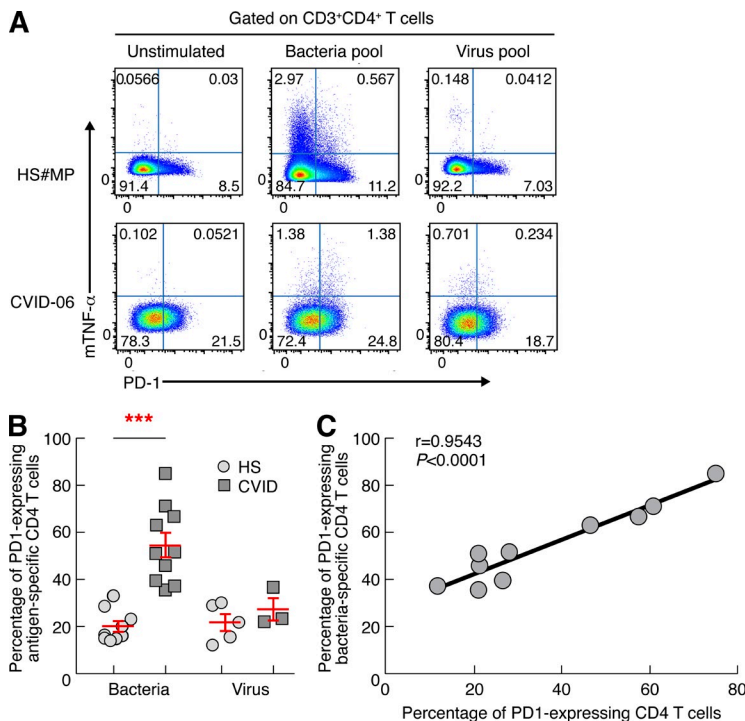 A
Gated on CD3+CD4+ T cells
Unstimulated
Bacteria pool
Virus pool
HS#MP
0.0566 0.03
91.4 8.5
0
0
2.97 0.567
84.7 11.2
0
0
0.148 0.0412
92.2 7.03
0
0
CVID-06
0.102 0.0521
78.3 21.5
0
0
1.38 1.38
72.4 24.8
0
0
0.701 0.234
80.4 18.7
0
0
mTNF-α
PD-1
B
Percentage of PD1-expressing
antigen-specific CD4 T cells
100
80
60
40
20
0
***
HS
CVID
Bacteria
Virus
C
Percentage of PD1-expressing
bacteria-specific CD4 T cells
100
80
60
40
20
0
r=0.9543
P<0.0001
0 20 40 60 80
Percentage of PD1-expressing CD4 T cells